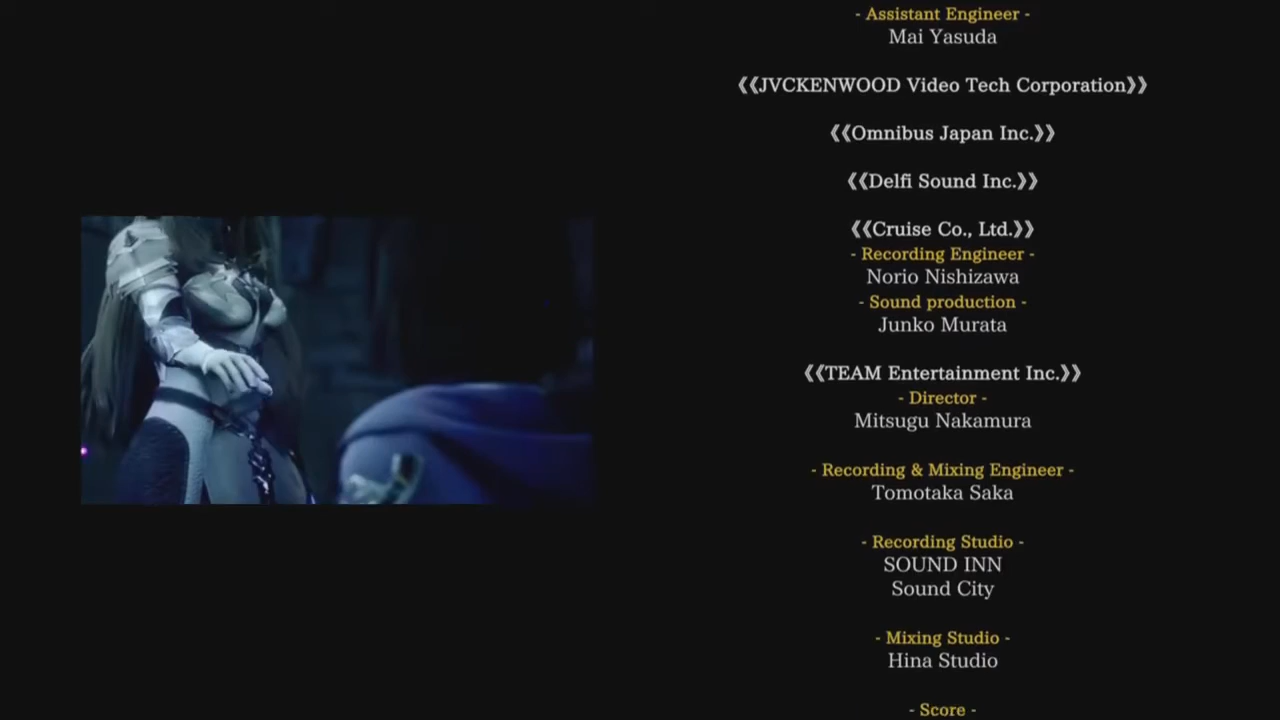 - Assistant Engineer -
Mai Yasuda
《《JVCKENWOOD Video Tech Corporation》》
《《Omnibus Japan Inc.》》
《《Delfi Sound Inc.》》
《《Cruise Co., Ltd.》》
- Recording Engineer -
Norio Nishizawa
- Sound production -
Junko Murata
《《TEAM Entertainment Inc.》》
- Director -
Mitsugu Nakamura
- Recording & Mixing Engineer -
Tomotaka Saka
- Recording Studio -
SOUND INN
Sound City
- Mixing Studio -
Hina Studio
- Score -